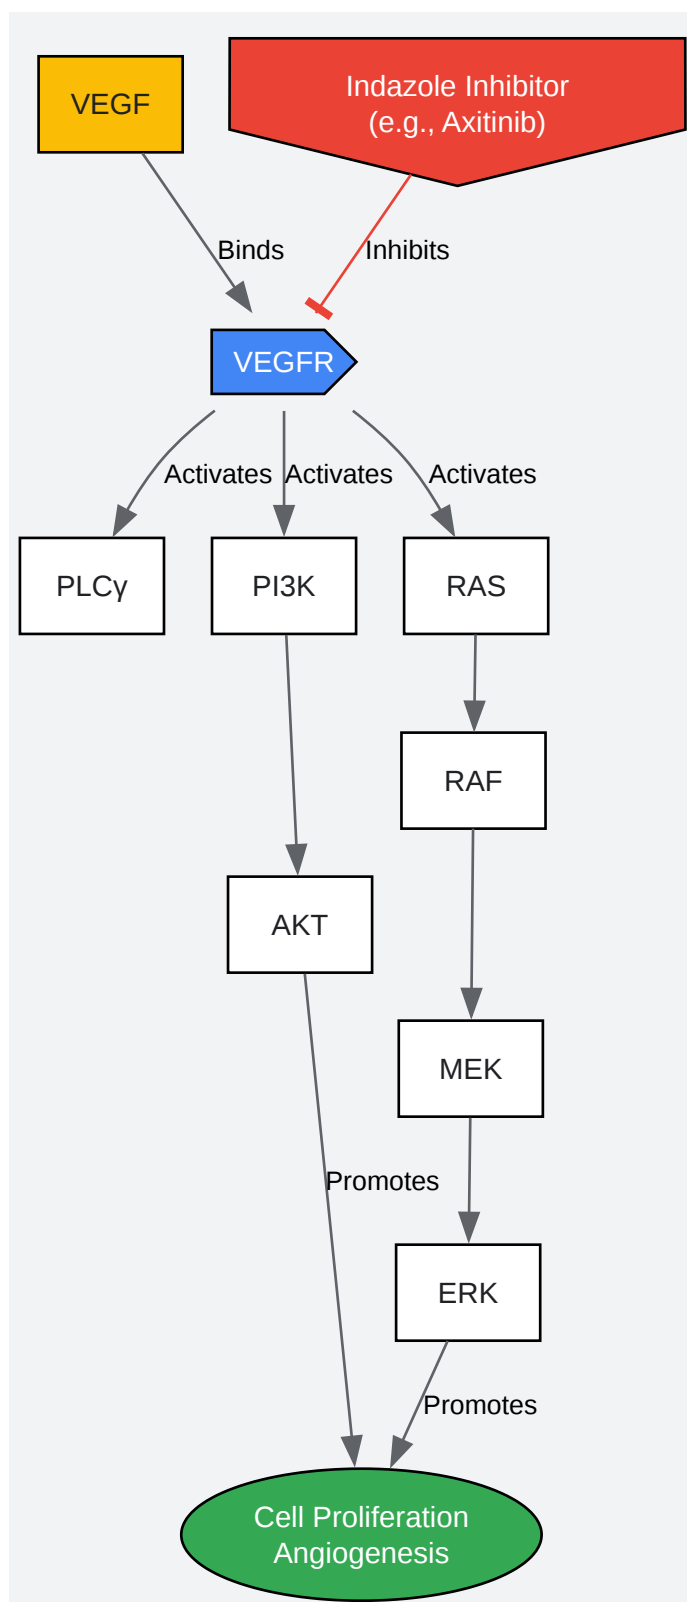 VEGF
Indazole Inhibitor
(e.g., Axitinib)
Binds
Inhibits
VEGFR
Activates
Activates
Activates
PLCγ
PI3K
RAS
RAF
AKT
MEK
Promotes
ERK
Promotes
Cell Proliferation
Angiogenesis